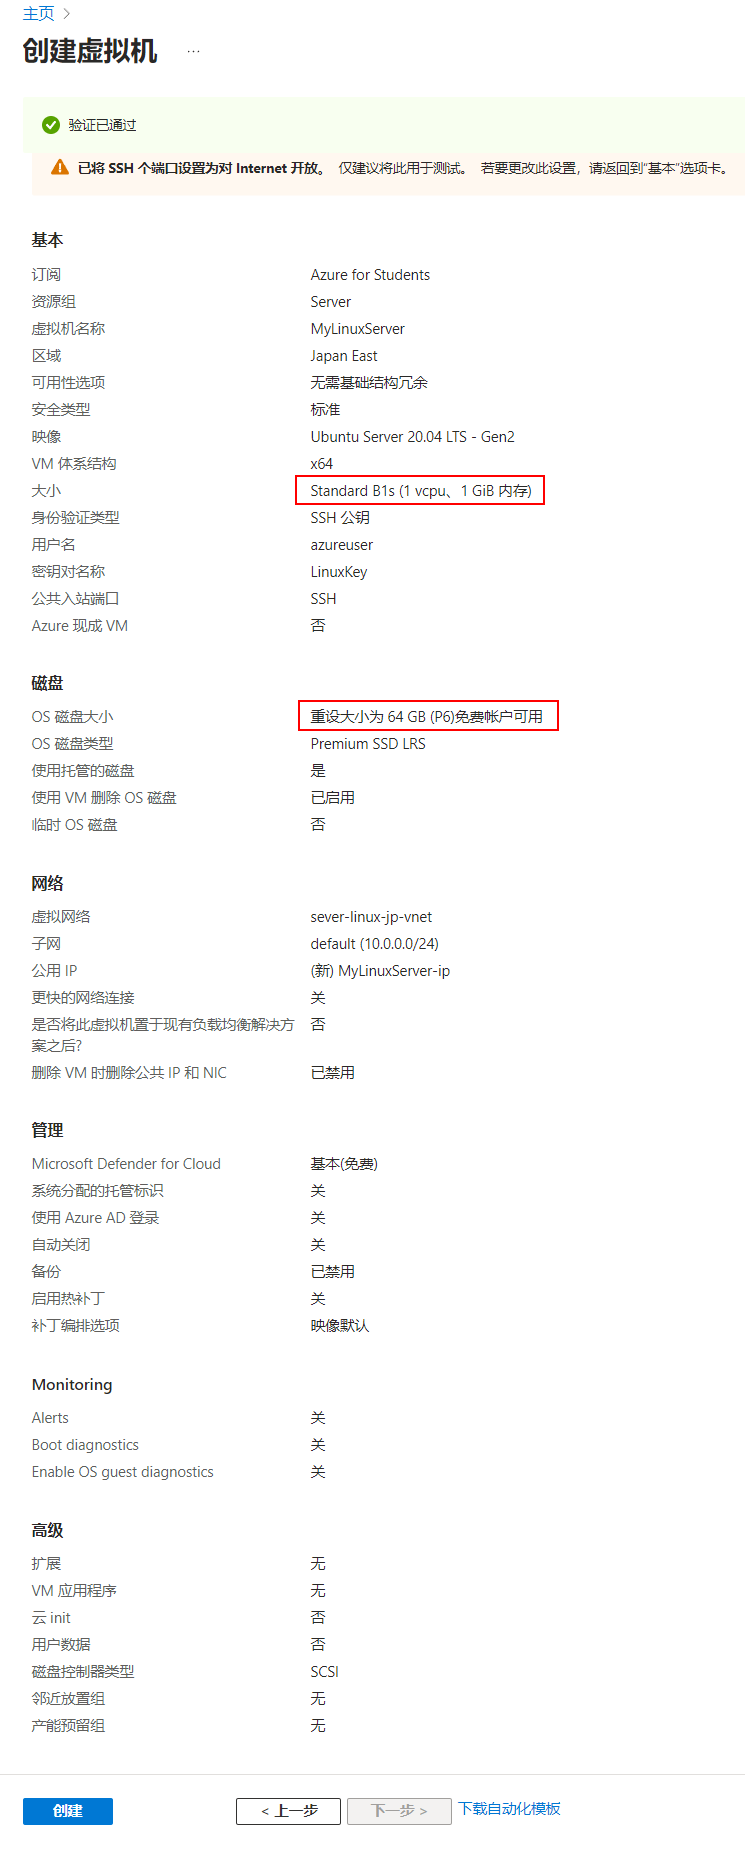 主页 >
创建虚拟机 ...
验证已通过
已将 SSH 个端口设置为对 Internet 开放。 仅建议将此用于测试。 若要更改此设置，请返回到“基本”选项卡。
基本
订阅 Azure for Students
资源组 Server
虚拟机名称 MyLinuxServer
区域 Japan East
可用性选项 无需基础结构冗余
安全类型 标准
映像 Ubuntu Server 20.04 LTS - Gen2
VM 体系结构 x64
大小 Standard B1s (1 vcpu、1 GiB 内存)
身份验证类型 SSH 公钥
用户名 azureuser
密钥对名称 LinuxKey
公共入站端口 SSH
Azure 现成 VM 否
磁盘
OS 磁盘大小 重设大小为 64 GB (P6)免费帐户可用
OS 磁盘类型 Premium SSD LRS
使用托管的磁盘 是
使用 VM 删除 OS 磁盘 已启用
临时 OS 磁盘 否
网络
虚拟网络 sever-linux-jp-vnet
子网 default (10.0.0.0/24)
公用 IP (新) MyLinuxServer-ip
更快的网络连接 关
是否将此虚拟机置于现有负载均衡解决方 否
案之后?
删除 VM 时删除公共 IP 和 NIC 已禁用
管理
Microsoft Defender for Cloud 基本(免费)
系统分配的托管标识 关
使用 Azure AD 登录 关
自动关闭 关
备份 已禁用
启用热补丁 关
补丁编排选项 映像默认
Monitoring
Alerts 关
Boot diagnostics 关
Enable OS guest diagnostics 关
高级
扩展 无
VM 应用程序 无
云 init 否
用户数据 否
磁盘控制器类型 SCSI
邻近放置组 无
产能预留组 无
创建 < 上一步 下一步 > 下载自动化模板